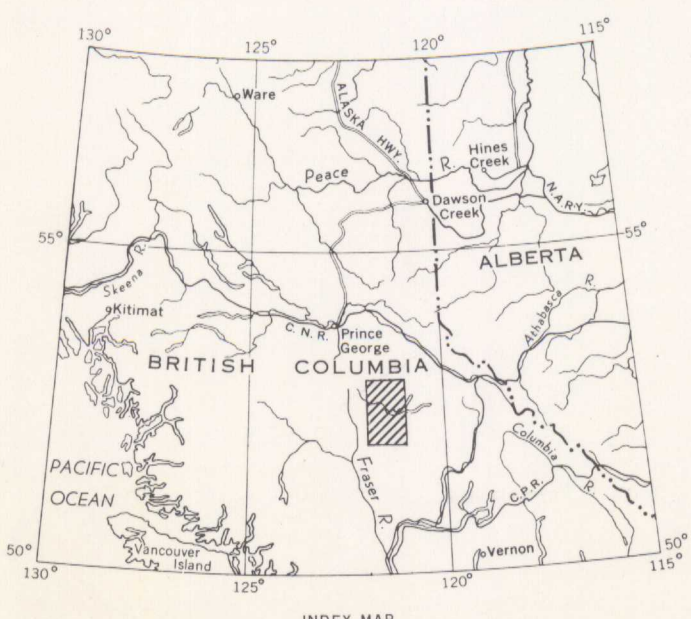 130°
125°
120°
115°
Ware
ALASKA
HWY.
Hines
Creek
Peace
R.
Dawson
Creek
N.A.R.Y.
55°
55°
ALBERTA
Skeena
R.
Kitimat
Athabasca
R.
C.N.R.
Prince
George
BRITISH COLUMBIA
Columbia
R.
PACIFIC
OCEAN
Fraser
R.
C.P.R.
Vancouver
Island
Vernon
50°
50°
130°
125°
120°
115°
INDEX MAP